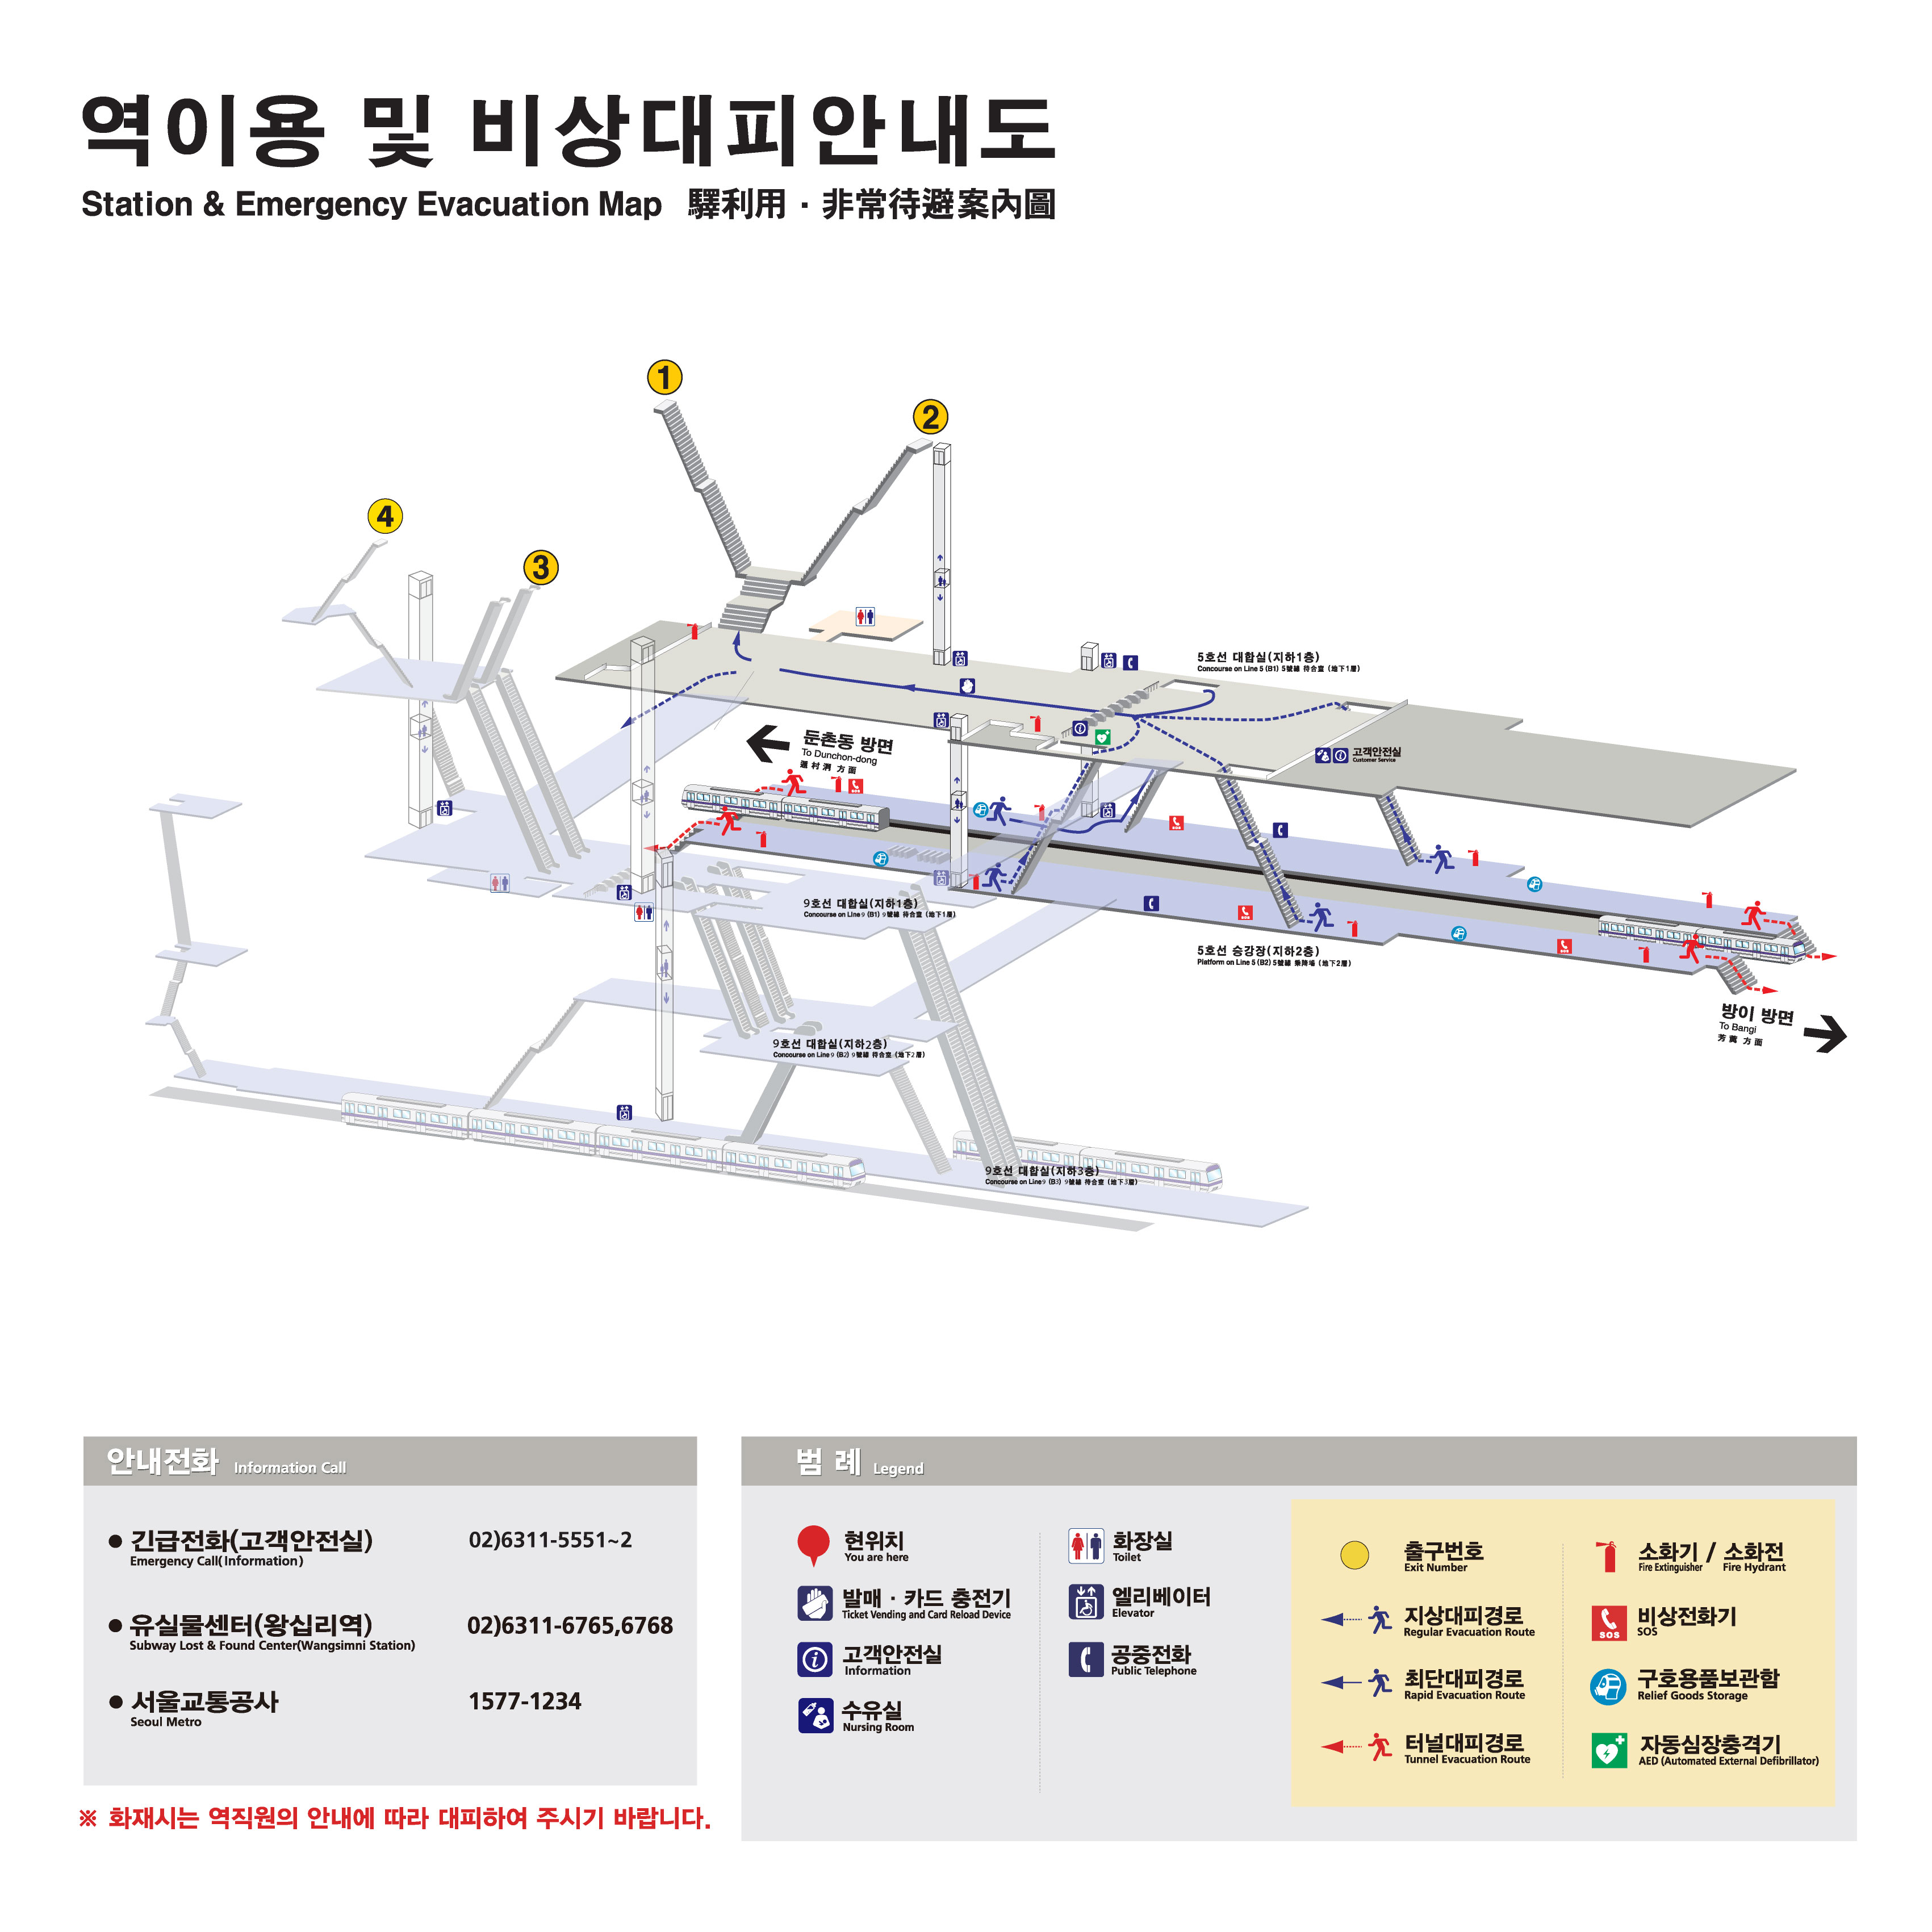 역이용 및 비상대피안내도
Station & Emergency Evacuation Map 驛利用 · 非常待避案內圖
1
2
4
3
5호선 대합실(지하1층)
Concourse on Line 5 (B1) 5號線 待合室 (地下1層)
둔촌동 방면
To Dunchon-dong
遁村洞 方面
고객안전실
Customer Service
9호선 대합실(지하1층)
Concourse on Line 9 (B1) 9號線 待合室 (地下1層)
5호선 승강장(지하2층)
Platform on Line 5 (B2) 5號線 乘降場 (地下2層)
방이 방면
To Bangi
芳荑 方面
9호선 대합실(지하2층)
Concourse on Line 9 (B2) 9號線 待合室 (地下2層)
9호선 대합실(지하3층)
Concourse on Line 9 (B3) 9號線 待合室 (地下3層)
안내전화 Information Call
긴급전화(고객안전실) 02)6311-5551~2
Emergency Call(Information)
유실물센터(왕십리역) 02)6311-6765,6768
Subway Lost & Found Center(Wangsimni Station)
서울교통공사 1577-1234
Seoul Metro
※ 화재시는 역직원의 안내에 따라 대피하여 주시기 바랍니다.
범 례 Legend
현위치
You are here
발매 · 카드 충전기
Ticket Vending and Card Reload Device
고객안전실
Information
수유실
Nursing Room
화장실
Toilet
엘리베이터
Elevator
공중전화
Public Telephone
출구번호
Exit Number
지상대피경로
Regular Evacuation Route
최단대피경로
Rapid Evacuation Route
터널대피경로
Tunnel Evacuation Route
소화기 / 소화전
Fire Extinguisher / Fire Hydrant
SOS
비상전화기
SOS
구호용품보관함
Relief Goods Storage
자동심장충격기
AED (Automated External Defibrillator)